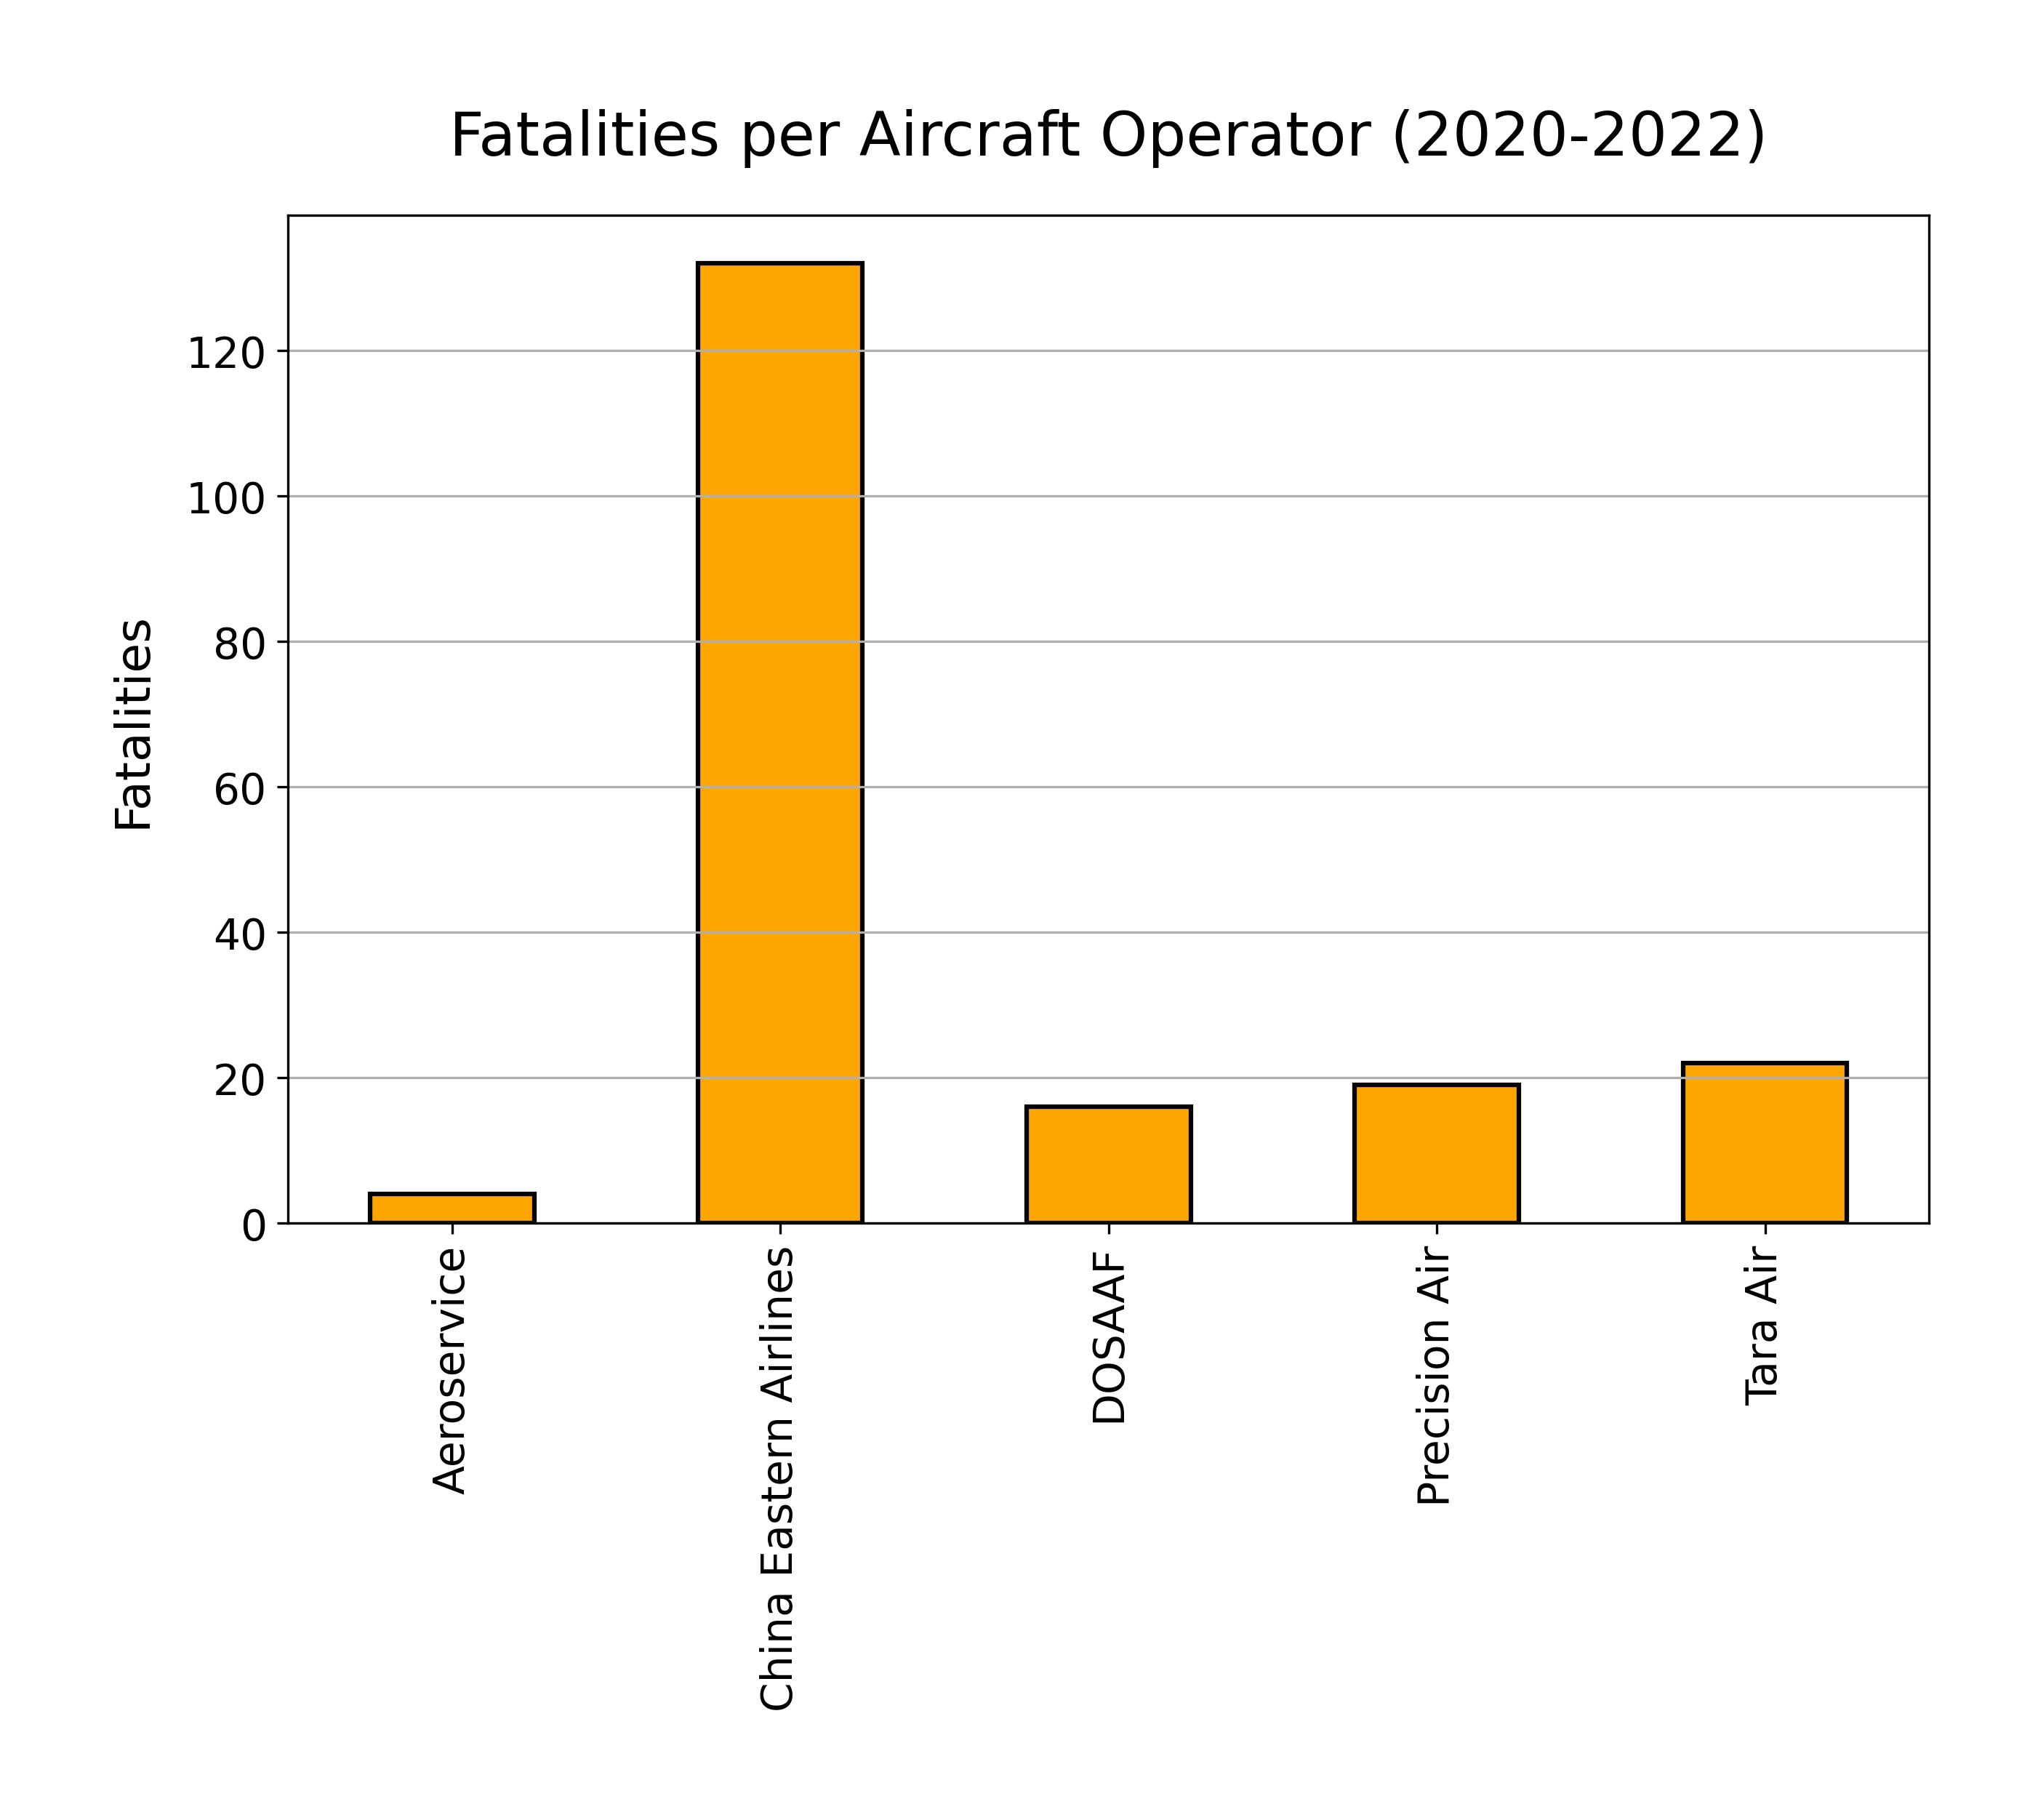 Fatalities per Aircraft Operator (2020-2022)
Fatalities
120
100
80
60
40
20
0
Aeroservice
China Eastern Airlines
DOSAAF
Precision Air
Tara Air